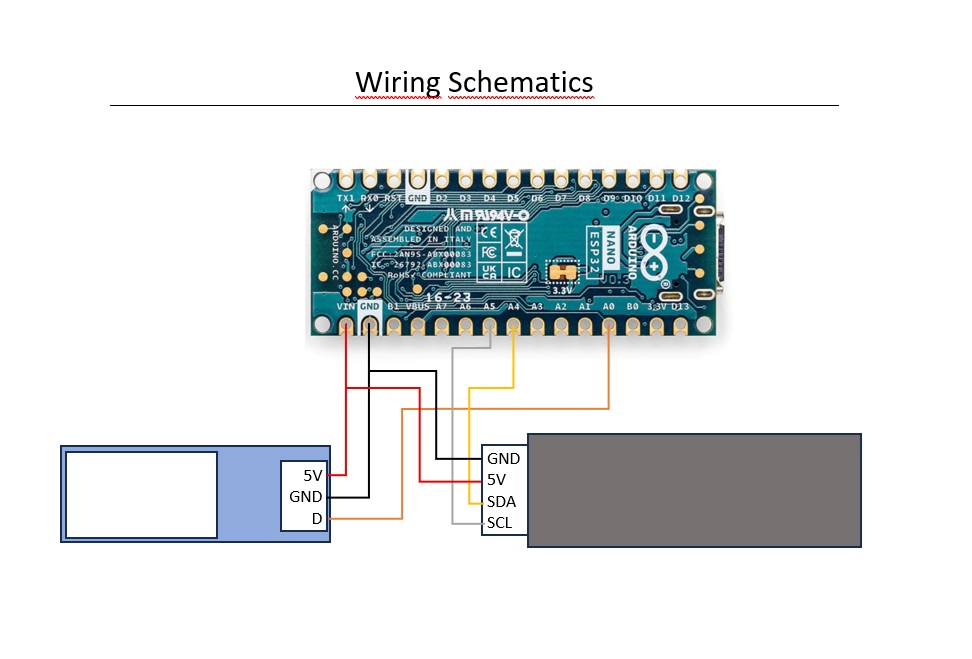 Wiring Schematics
TX1 RX0 RST GND D2 D3 D4 D5 D6 D7 D8 D9 D10 D11 D12
94V-0
DESIGNED AND
ASSEMBLED IN ITALY
FCC: 2AN9S-ABX00083
IC: 26792-ABX00083
RoHS COMPLIANT
CE
FC
UK CA
IC
ARDUINO.CC
NANO
ESP32
ARDUINO
3.3V
16-23
VIN GND B1 VBUS A7 A6 A5 A4 A3 A2 A1 A0 B0 3.3V D13
5V
GND
D
GND
5V
SDA
SCL